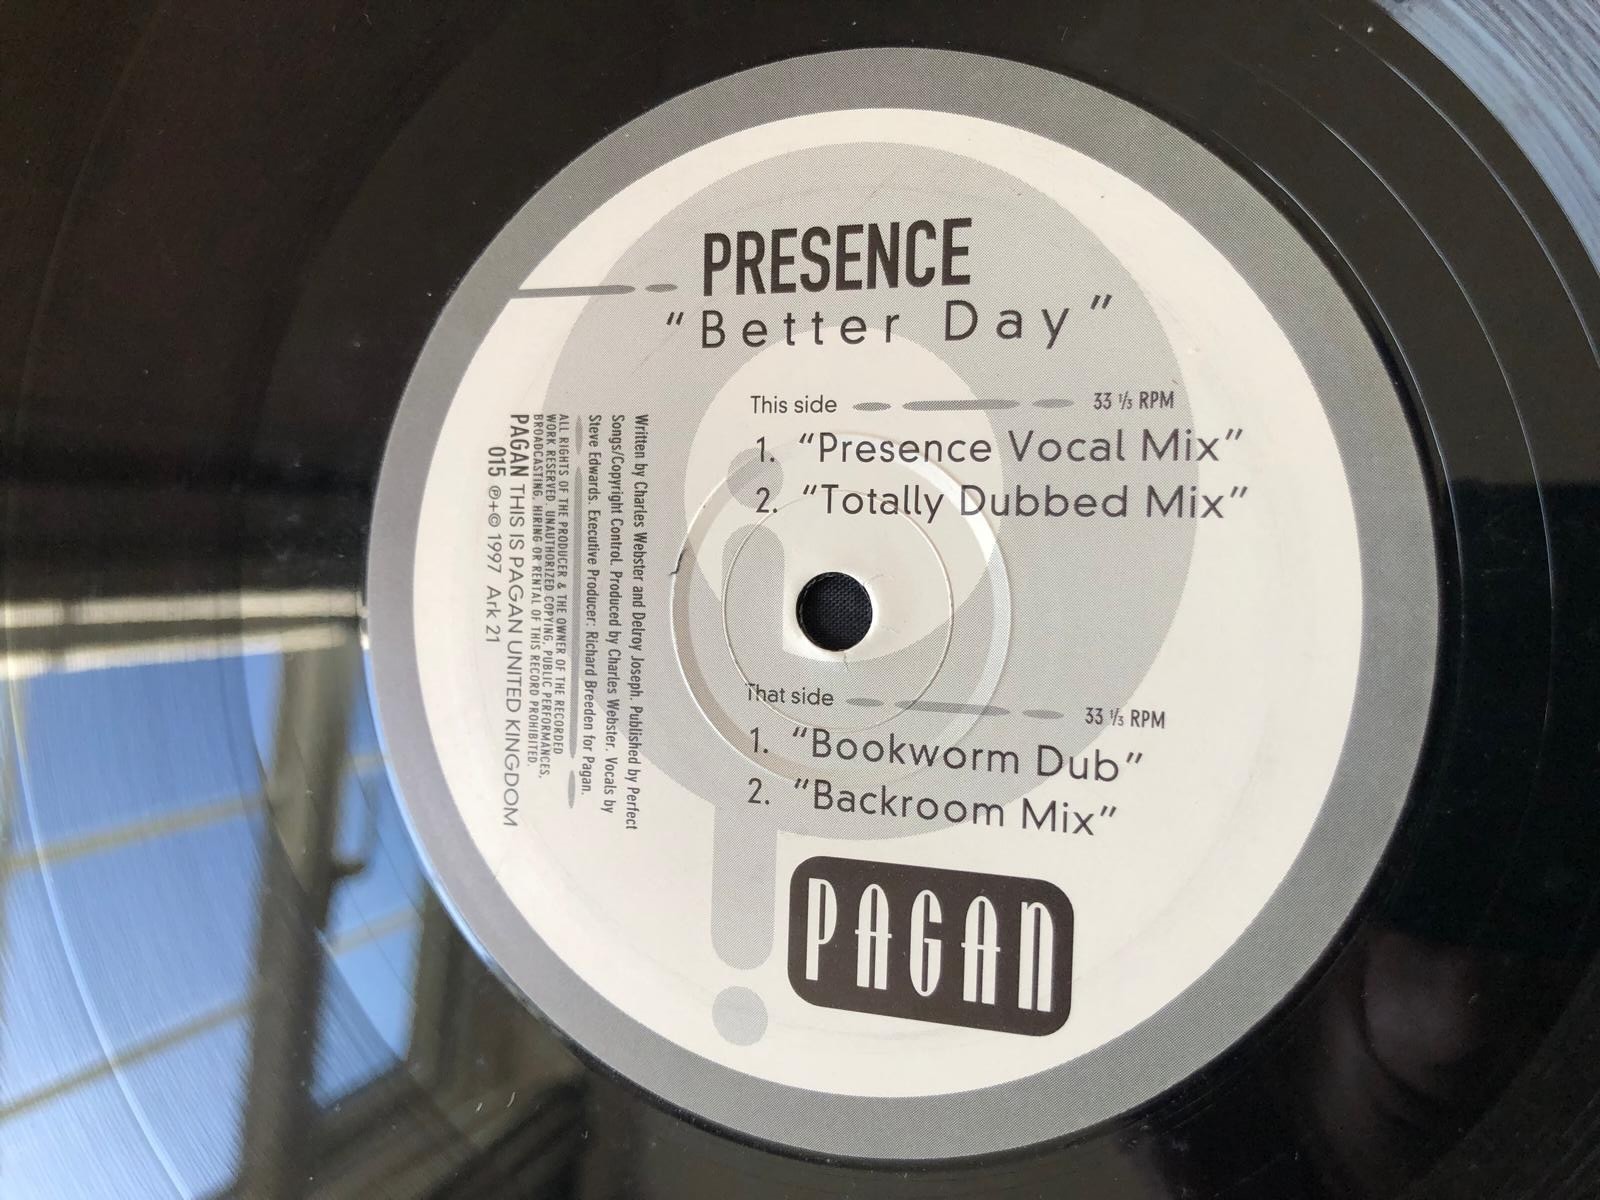 PRESENCE
"Better Day"
This side 33 ⅓ RPM
1. "Presence Vocal Mix"
2. "Totally Dubbed Mix"
That side 33 ⅓ RPM
1. "Bookworm Dub"
2. "Backroom Mix"
PAGAN
Written by Charles Webster and Delroy Joseph. Published by Perfect
Songs/Copyright Control. Produced by Charles Webster. Vocals by
Steve Edwards. Executive Producer: Richard Breeden for Pagan.
ALL RIGHTS OF THE PRODUCER & THE OWNER OF THE RECORDED
WORK RESERVED. UNAUTHORIZED COPYING, PUBLIC PERFORMANCES,
BROADCASTING, HIRING OR RENTAL OF THIS RECORD PROHIBITED.
PAGAN THIS IS PAGAN UNITED KINGDOM
015 ℗+© 1997 Ark 21